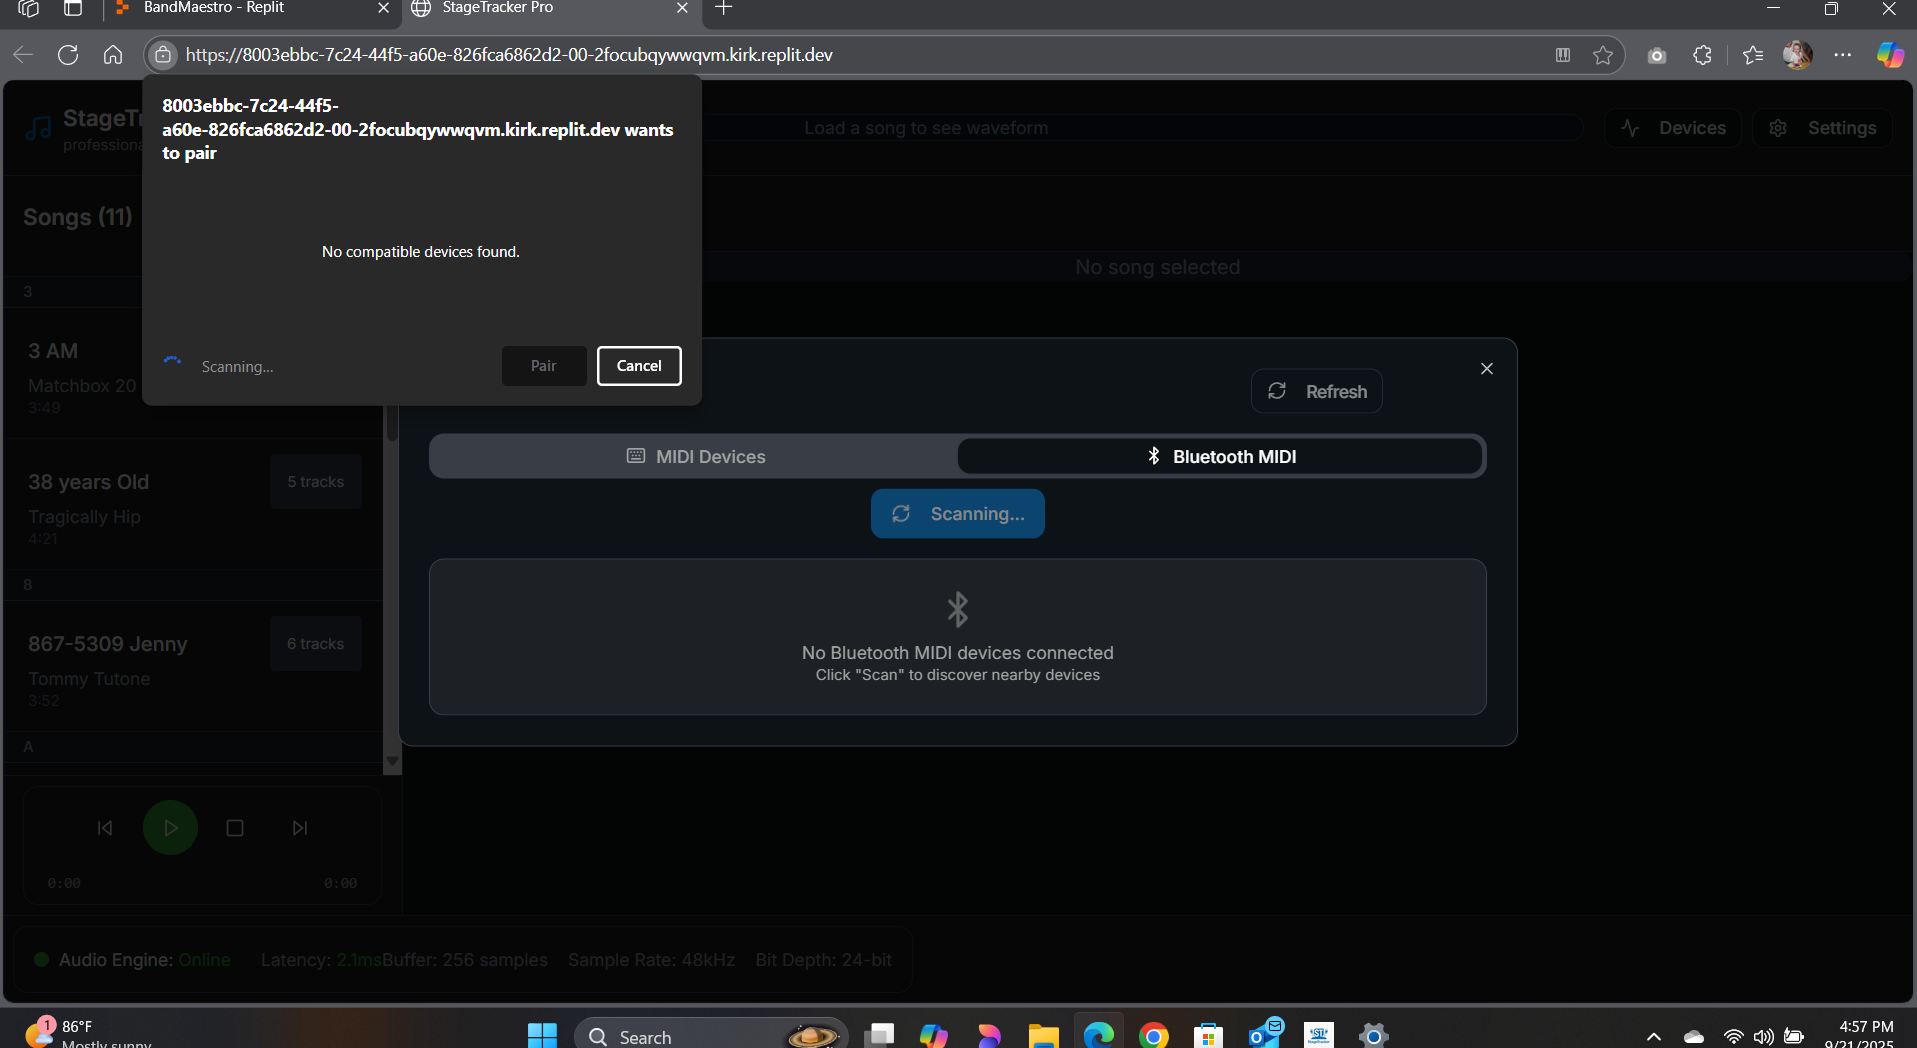 BandMaestro - Replit
StageTracker Pro
https://8003ebbc-7c24-44f5-a60e-826fca6862d2-00-2focubqywwqvm.kirk.replit.dev
8003ebbc-7c24-44f5-
a60e-826fca6862d2-00-2focubqywwqvm.kirk.replit.dev wants
to pair
No compatible devices found.
Scanning...
Pair
Cancel
StageTr
professiona
Load a song to see waveform
Devices
Settings
Songs (11)
No song selected
3
3 AM
Matchbox 20
3:49
38 years Old
5 tracks
Tragically Hip
4:21
8
867-5309 Jenny
6 tracks
Tommy Tutone
3:52
A
Refresh
MIDI Devices
Bluetooth MIDI
Scanning...
No Bluetooth MIDI devices connected
Click "Scan" to discover nearby devices
0:00
0:00
Audio Engine: Online
Latency: 2.1msBuffer: 256 samples
Sample Rate: 48kHz
Bit Depth: 24-bit
1
86°F
Mostly sunny
Search
4:57 PM
9/21/2025